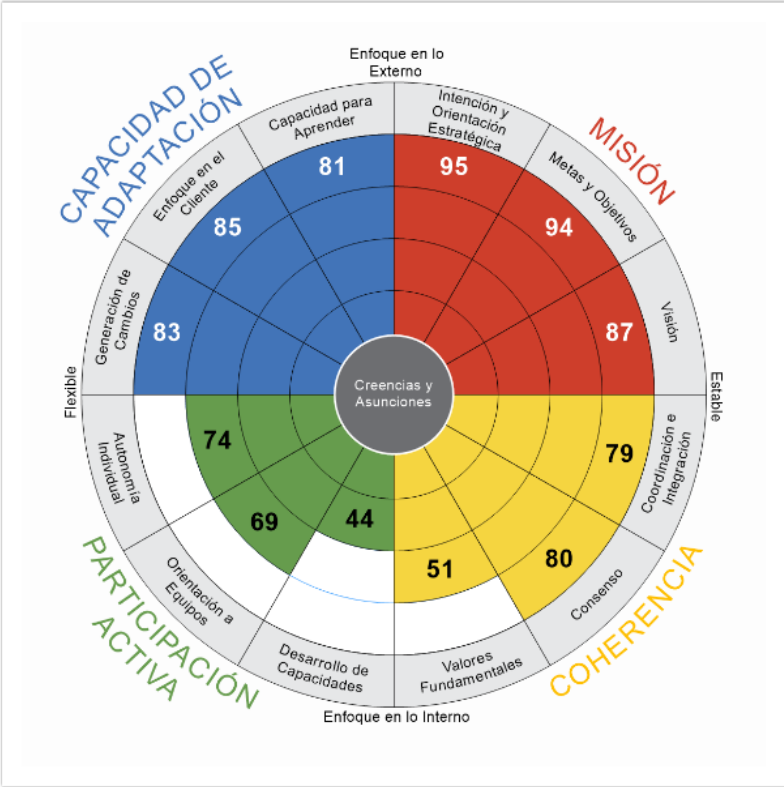 Enfoque en lo
Externo
CAPACIDAD DE
ADAPTACIÓN
MISIÓN
Capacidad para
Aprender
Intención y
Orientación
Estratégica
Enfoque en el
Cliente
Metas y Objetivos
Generación de
Cambios
Visión
81
95
85
94
83
87
Creencias y
Asunciones
Flexible
Estable
74
79
69
80
44
51
Autonomía
Individual
Coordinación e
Integración
Orientación a
Equipos
Consenso
Desarrollo de
Capacidades
Valores
Fundamentales
PARTICIPACIÓN
ACTIVA
COHERENCIA
Enfoque en lo Interno